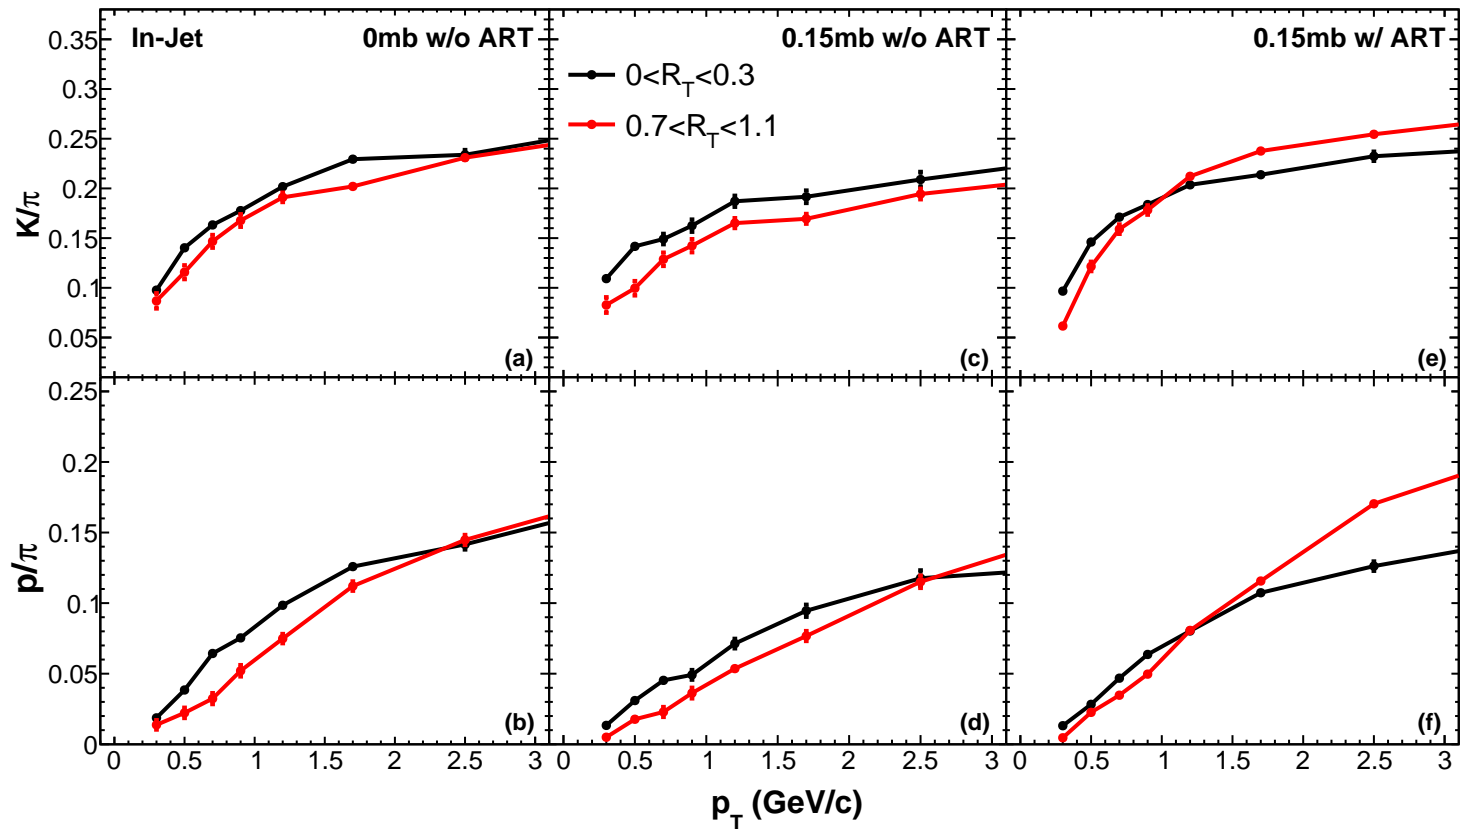 In-Jet 0mb w/o ART
0.15mb w/o ART
0.15mb w/ ART
0<R_T<0.3
0.7<R_T<1.1
K/π
0.35
0.3
0.25
0.2
0.15
0.1
0.05
(a)
(c)
(e)
p/π
0.25
0.2
0.15
0.1
0.05
0
(b)
(d)
(f)
0 0.5 1 1.5 2 2.5 3
0 0.5 1 1.5 2 2.5 3
0 0.5 1 1.5 2 2.5 3
p_T (GeV/c)